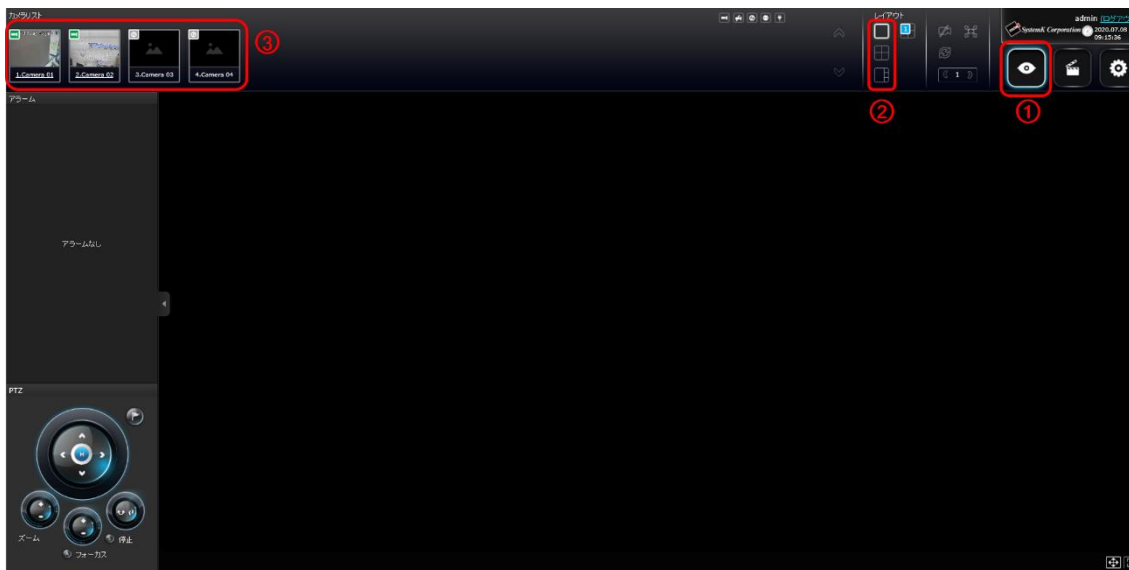 カメラリスト
レイアウト
admin
SystemK Corporation
2020.07.08
09:15:36
1.Camera 01
2.Camera 02
3.Camera 03
4.Camera 04
③
1
②
①
アラーム
アラームなし
PTZ
ズーム
停止
フォーカス